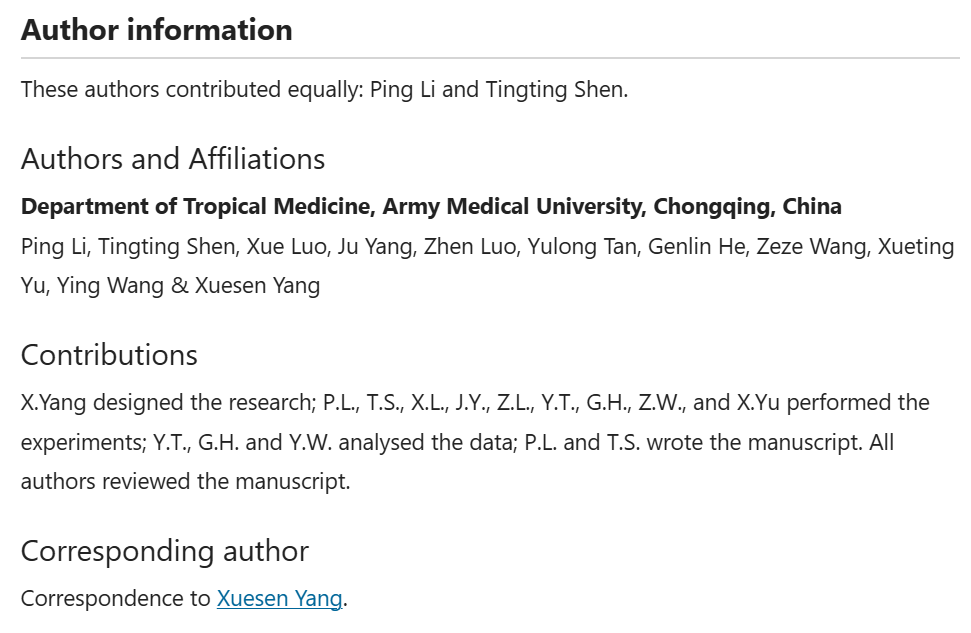 Author information
These authors contributed equally: Ping Li and Tingting Shen.
Authors and Affiliations
Department of Tropical Medicine, Army Medical University, Chongqing, China
Ping Li, Tingting Shen, Xue Luo, Ju Yang, Zhen Luo, Yulong Tan, Genlin He, Zeze Wang, Xueting
Yu, Ying Wang & Xuesen Yang
Contributions
X.Yang designed the research; P.L., T.S., X.L., J.Y., Z.L., Y.T., G.H., Z.W., and X.Yu performed the
experiments; Y.T., G.H. and Y.W. analysed the data; P.L. and T.S. wrote the manuscript. All
authors reviewed the manuscript.
Corresponding author
Correspondence to Xuesen Yang.